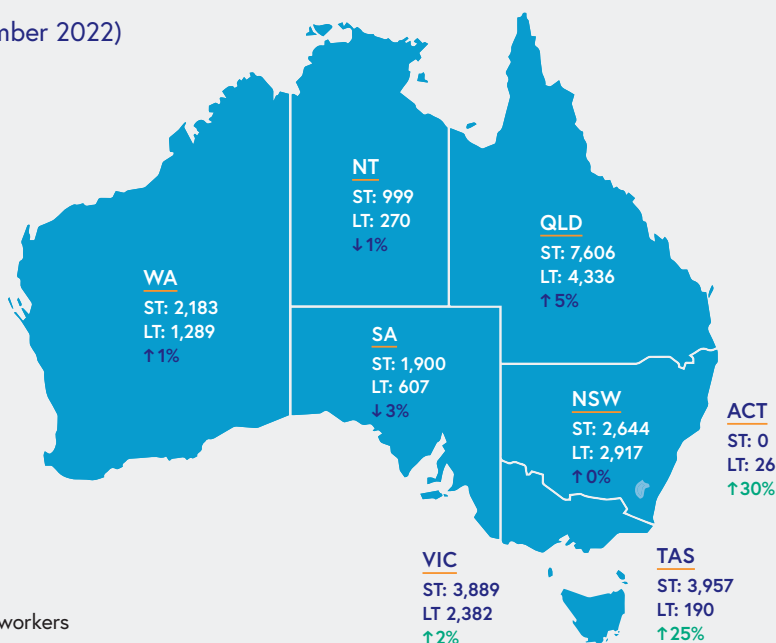 mber 2022)
NT
ST: 999
LT: 270
↓1%
QLD
ST: 7,606
LT: 4,336
↑5%
WA
ST: 2,183
LT: 1,289
↑1%
SA
ST: 1,900
LT: 607
↓3%
NSW
ST: 2,644
LT: 2,917
↑0%
ACT
ST: 0
LT: 26
↑30%
VIC
ST: 3,889
LT 2,382
↑2%
TAS
ST: 3,957
LT: 190
↑25%
workers